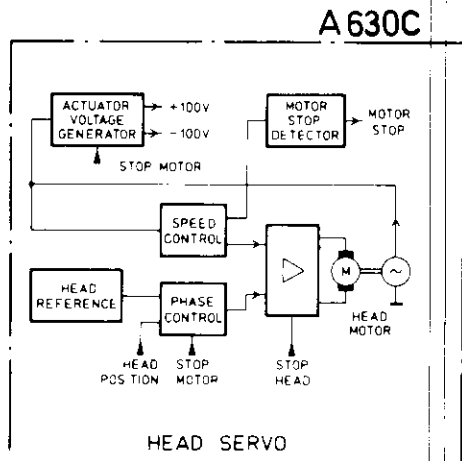 A630C
ACTUATOR
VOLTAGE
GENERATOR
+100V
-100V
STOP MOTOR
MOTOR
STOP
DETECTOR
MOTOR
STOP
SPEED
CONTROL
HEAD
REFERENCE
PHASE
CONTROL
M
~
HEAD
MOTOR
HEAD
POSITION
STOP
MOTOR
STOP
HEAD
HEAD SERVO